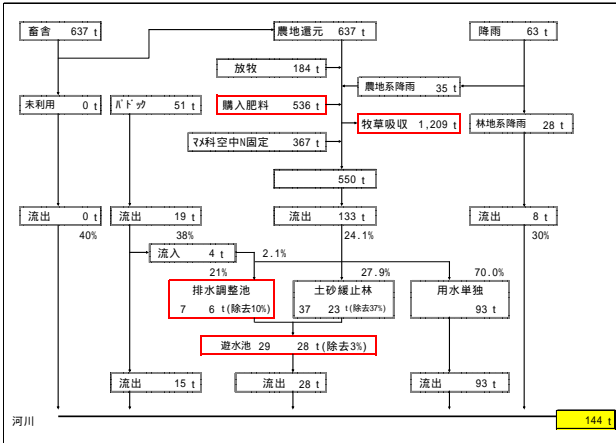 畜舎 637 t
農地還元 637 t
降雨 63 t
放牧 184 t
農地系降雨 35 t
未利用 0 t
パドック 51 t
購入肥料 536 t
牧草吸収 1,209 t
林地系降雨 28 t
マメ科空中N固定 367 t
550 t
流出 0 t
流出 19 t
流出 133 t
流出 8 t
40%
38%
24.1%
30%
流入 4 t
2.1%
21%
27.9%
70.0%
排水調整池
7 6 t(除去10%)
土砂緩止林
37 23 t(除去37%)
用水単独
93 t
遊水池 29 28 t(除去3%)
流出 15 t
流出 28 t
流出 93 t
河川
144 t